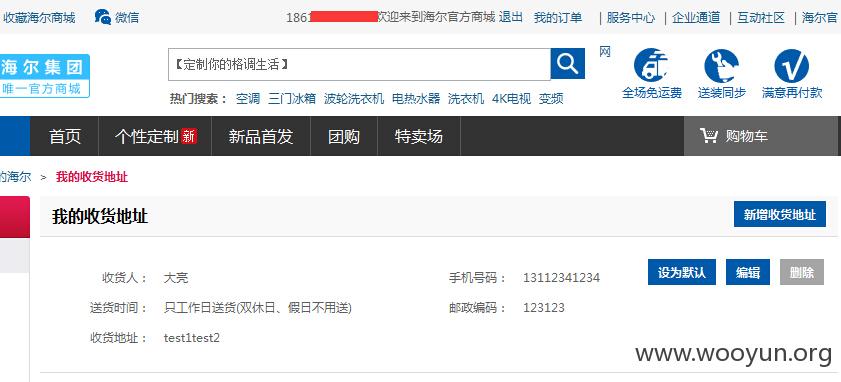 收藏海尔商城 微信 1861 欢迎来到海尔官方商城 退出 我的订单 | 服务中心 | 企业通道 | 互动社区 | 海尔官
海尔集团
唯一官方商城
【定制你的格调生活】
网
全场免运费 送装同步 满意再付款
热门搜索: 空调 三门冰箱 波轮洗衣机 电热水器 洗衣机 4K电视 变频
首页 个性定制 新 新品首发 团购 特卖场 购物车
的海尔 > 我的收货地址
我的收货地址 新增收货地址
收货人: 大亮 手机号码: 13112341234 设为默认 编辑 删除
送货时间: 只工作日送货(双休日、假日不用送) 邮政编码: 123123
收货地址: test1test2
www.wooyun.org